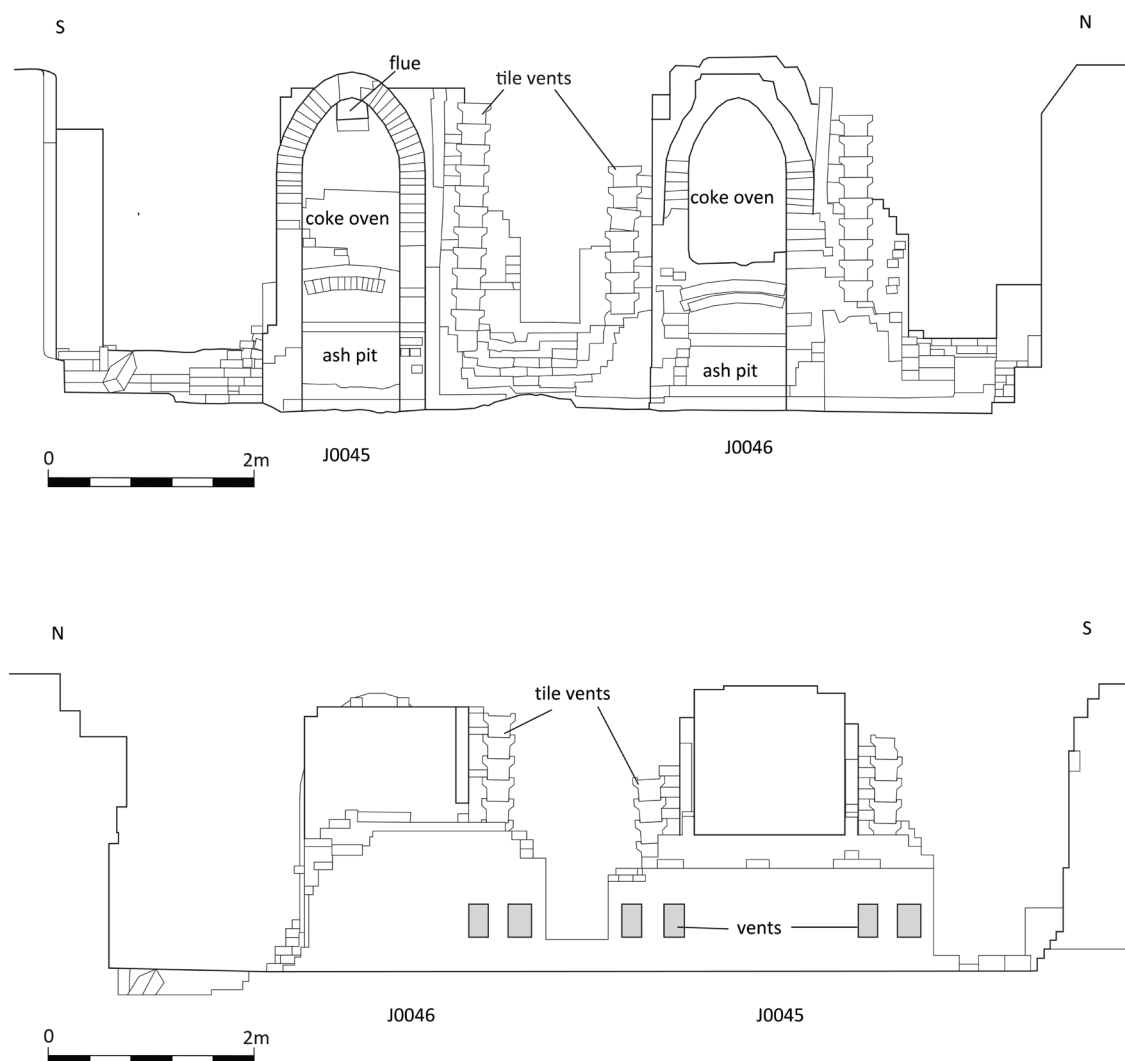 S
N
flue
tile vents
coke oven
coke oven
ash pit
ash pit
J0045
J0046
0 2m
N
S
tile vents
vents
J0046
J0045
0 2m